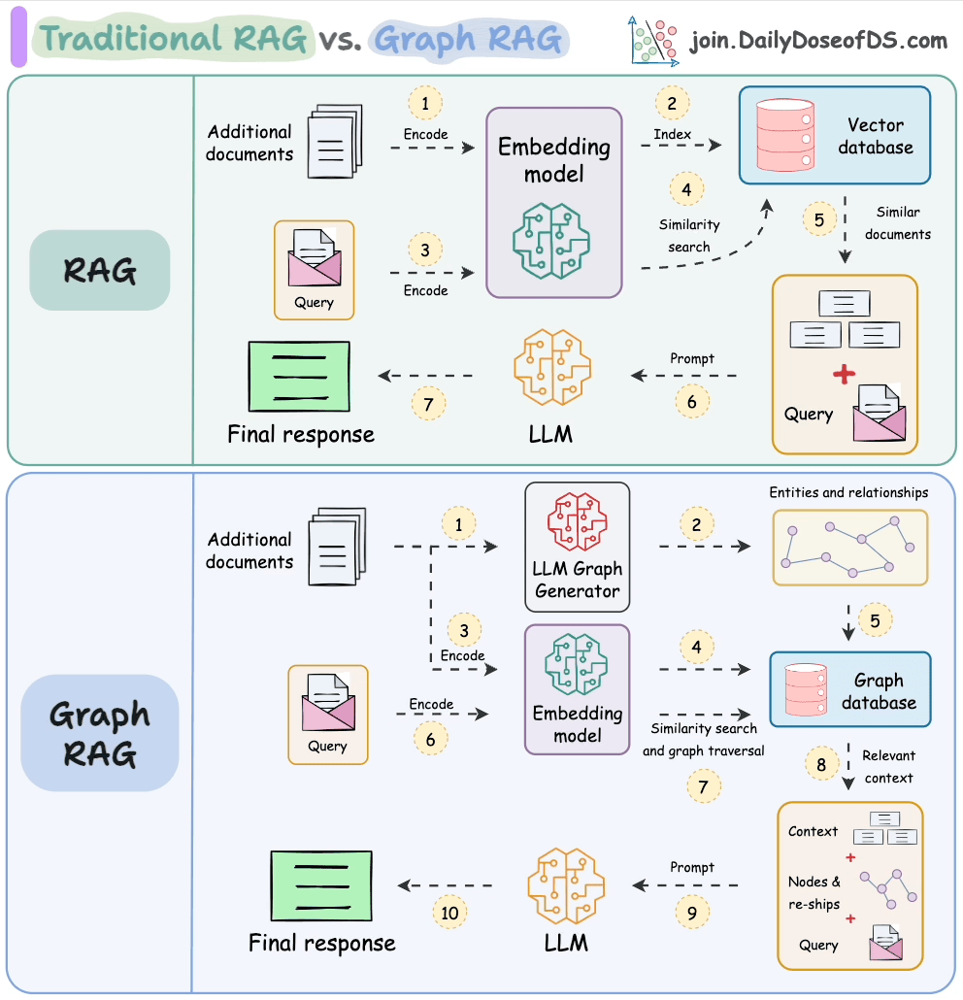 Traditional RAG vs. Graph RAG
join.DailyDoseofDS.com
RAG
Additional
documents
1
Encode
Embedding
model
2
Index
Vector
database
Query
3
Encode
4
Similarity
search
5
Similar
documents
Query
Prompt
6
LLM
7
Final response
Graph
RAG
Additional
documents
1
LLM Graph
Generator
2
Entities and relationships
3
Encode
Embedding
model
4
5
Graph
database
Query
Encode
6
Similarity search
and graph traversal
7
8
Relevant
context
Context
Nodes &
re-ships
Query
Prompt
9
LLM
10
Final response